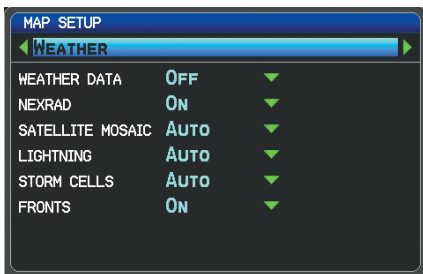 MAP SETUP
WEATHER
WEATHER DATA OFF
NEXRAD ON
SATELLITE MOSAIC AUTO
LIGHTNING AUTO
STORM CELLS AUTO
FRONTS ON